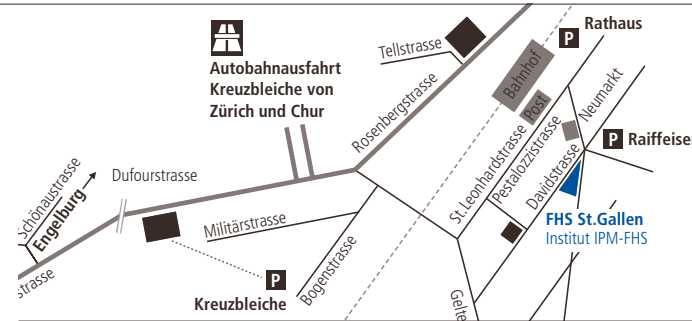 Rathaus
P
Tellstrasse
Autobahnausfahrt
Kreuzbleiche von
Zürich und Chur
Bahnhof
Post
Neumarkt
Rosenbergstrasse
P Raiffeisen
St.Leonhardstrasse
Pestalozzistrasse
Davidstrasse
Dufourstrasse
Schönaustrasse
Engelburg
FHS St.Gallen
Institut IPM-FHS
Militärstrasse
Bogenstrasse
P
Kreuzbleiche
strasse
Gelte